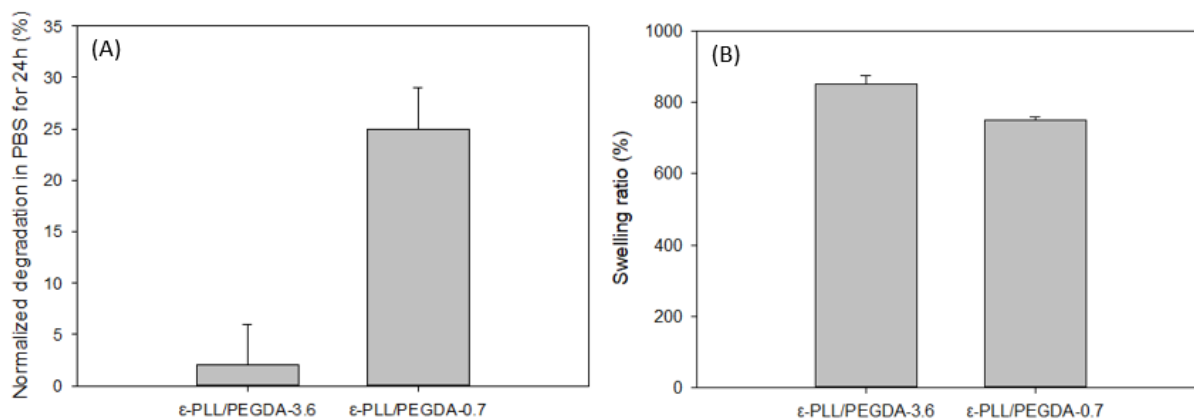 (A)
Normalized degradation in PBS for 24h (%)
35
30
25
20
15
10
5
0
ε-PLL/PEGDA-3.6 ε-PLL/PEGDA-0.7
(B)
Swelling ratio (%)
1000
800
600
400
200
0
ε-PLL/PEGDA-3.6 ε-PLL/PEGDA-0.7